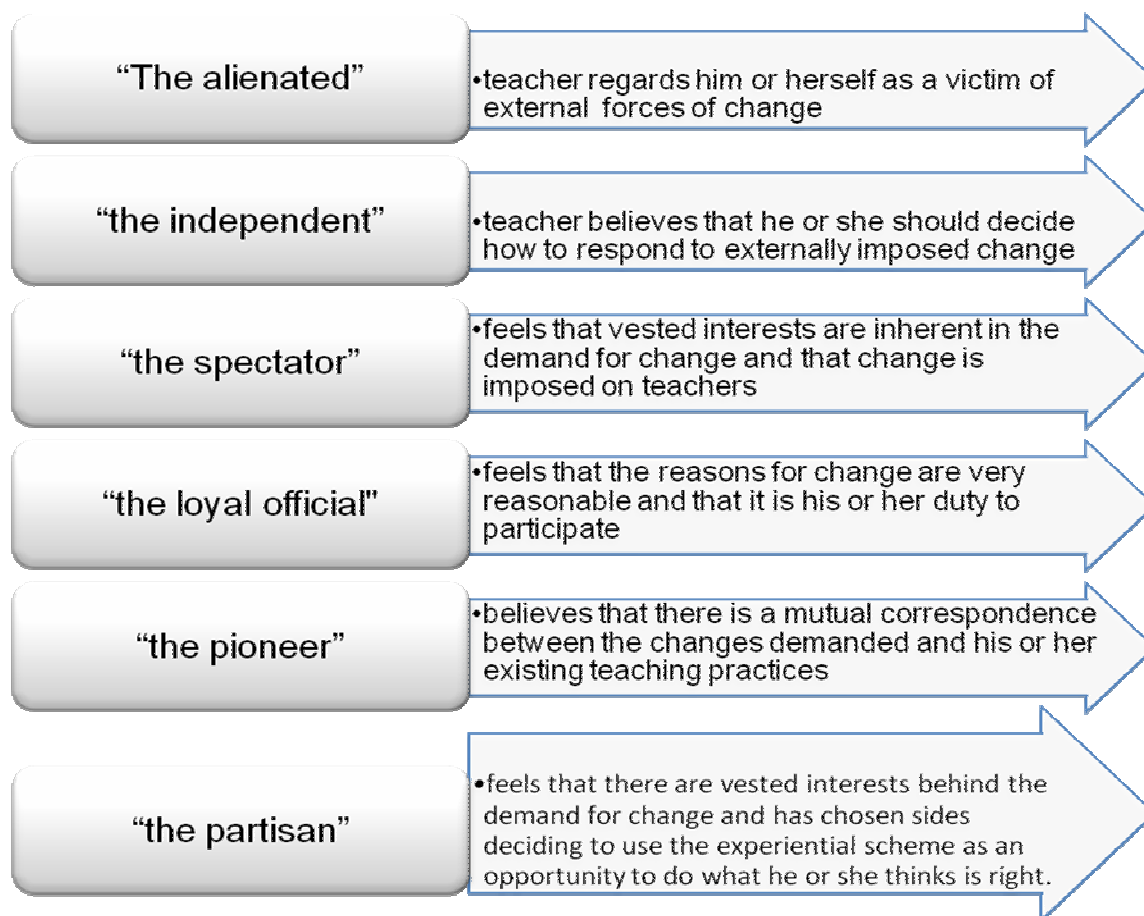 “The alienated”
•teacher regards him or herself as a victim of
external forces of change
“the independent”
•teacher believes that he or she should decide
how to respond to externally imposed change
“the spectator”
•feels that vested interests are inherent in the
demand for change and that change is
imposed on teachers
“the loyal official"
•feels that the reasons for change are very
reasonable and that it is his or her duty to
participate
“the pioneer”
•believes that there is a mutual correspondence
between the changes demanded and his or her
existing teaching practices
“the partisan”
•feels that there are vested interests behind the
demand for change and has chosen sides
deciding to use the experiential scheme as an
opportunity to do what he or she thinks is right.